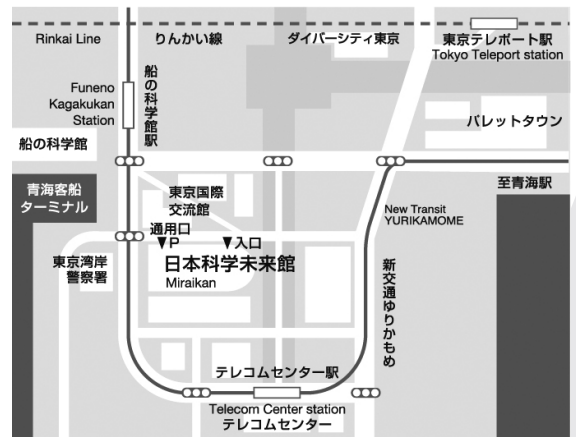 Rinkai Line
りんかい線
ダイバーシティ東京
東京テレポート駅
Tokyo Teleport station
Funeno
Kagakukan
Station
船の科学館駅
パレットタウン
船の科学館
青海客船
ターミナル
東京国際
交流館
至青海駅
通用口
P
入口
New Transit
YURIKAMOME
東京湾岸
警察署
日本科学未来館
Miraikan
新交通ゆりかもめ
テレコムセンター駅
Telecom Center station
テレコムセンター